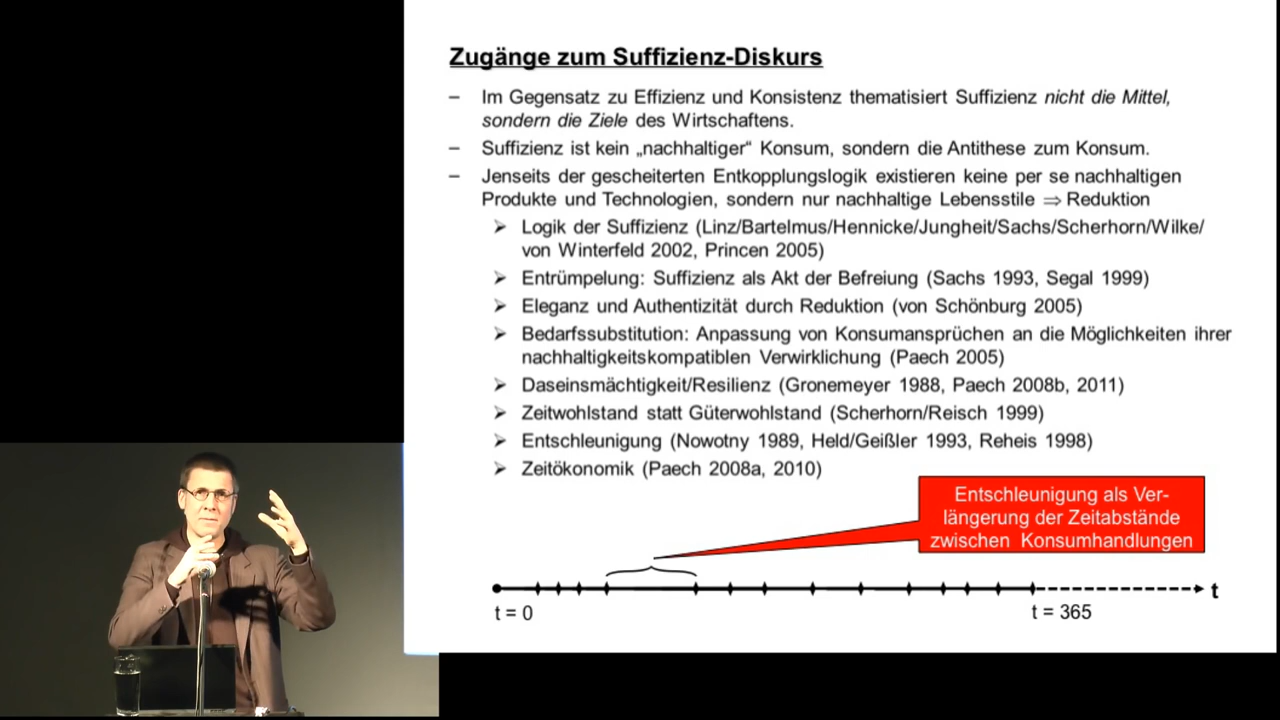 Zugänge zum Suffizienz-Diskurs
– Im Gegensatz zu Effizienz und Konsistenz thematisiert Suffizienz nicht die Mittel,
sondern die Ziele des Wirtschaftens.
– Suffizienz ist kein „nachhaltiger“ Konsum, sondern die Antithese zum Konsum.
– Jenseits der gescheiterten Entkopplungslogik existieren keine per se nachhaltigen
Produkte und Technologien, sondern nur nachhaltige Lebensstile ⇒ Reduktion
➢ Logik der Suffizienz (Linz/Bartelmus/Hennicke/Jungheit/Sachs/Scherhorn/Wilke/
von Winterfeld 2002, Princen 2005)
➢ Entrümpelung: Suffizienz als Akt der Befreiung (Sachs 1993, Segal 1999)
➢ Eleganz und Authentizität durch Reduktion (von Schönburg 2005)
➢ Bedarfssubstitution: Anpassung von Konsumansprüchen an die Möglichkeiten ihrer
nachhaltigkeitskompatiblen Verwirklichung (Paech 2005)
➢ Daseinsmächtigkeit/Resilienz (Gronemeyer 1988, Paech 2008b, 2011)
➢ Zeitwohlstand statt Güterwohlstand (Scherhorn/Reisch 1999)
➢ Entschleunigung (Nowotny 1989, Held/Geißler 1993, Reheis 1998)
➢ Zeitökonomik (Paech 2008a, 2010)
Entschleunigung als Ver-
längerung der Zeitabstände
zwischen Konsumhandlungen
t
t = 0
t = 365